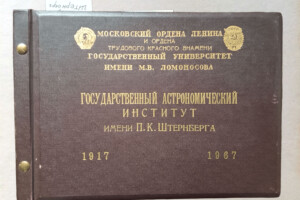 МОСКОВСКИЙ ОРДЕНА ЛЕНИНА
И ОРДЕНА
ТРУДОВОГО КРАСНОГО ЗНАМЕНИ
ГОСУДАРСТВЕННЫЙ УНИВЕРСИТЕТ
ИМЕНИ М.В. ЛОМОНОСОВА
ГОСУДАРСТВЕННЫЙ АСТРОНОМИЧЕСКИЙ
ИНСТИТУТ
ИМЕНИ П.К. ШТЕРНБЕРГА
1917 1967